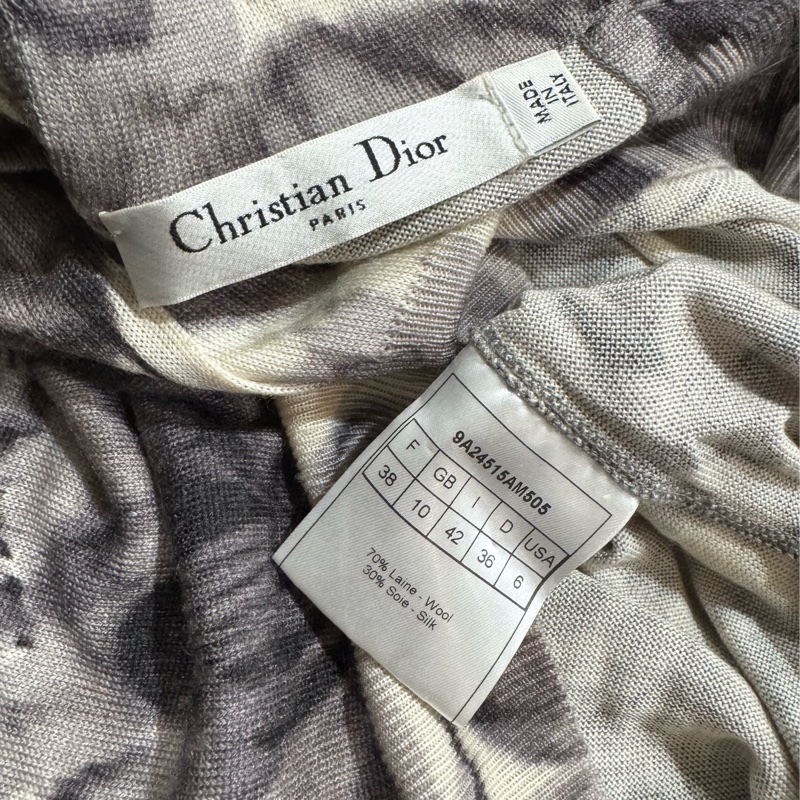 Christian Dior
PARIS
MADE
IN
ITALY
9A24515AM505
F GB I D USA
38 10 42 36 6
70% Laine - Wool
30% Soie - Silk